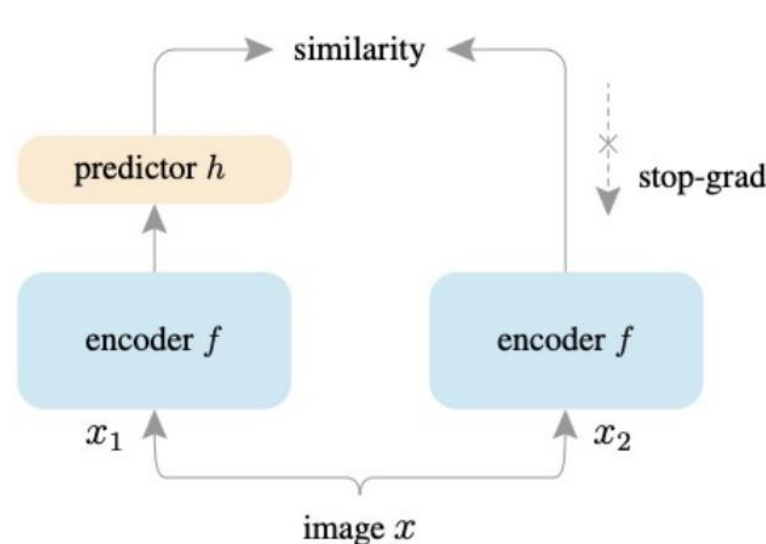 similarity
predictor h
stop-grad
encoder f
encoder f
x₁
x₂
image x